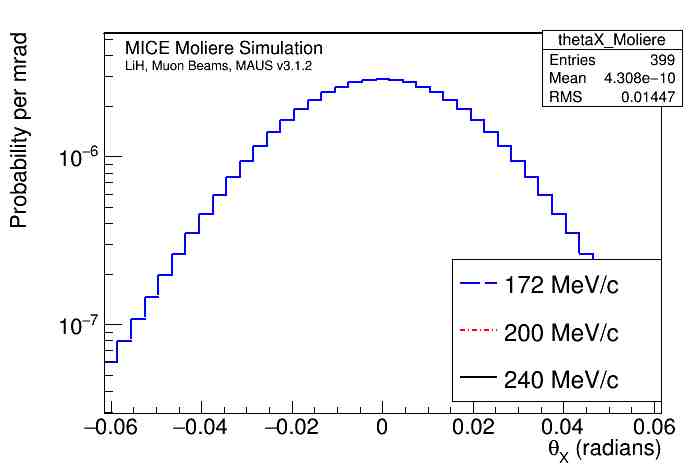 MICE Moliere Simulation
LiH, Muon Beams, MAUS v3.1.2
thetaX_Moliere
Entries 399
Mean 4.308e−10
RMS 0.01447
Probability per mrad
10−6
10−7
172 MeV/c
200 MeV/c
240 MeV/c
−0.06 −0.04 −0.02 0 0.02 0.04 0.06
θX (radians)